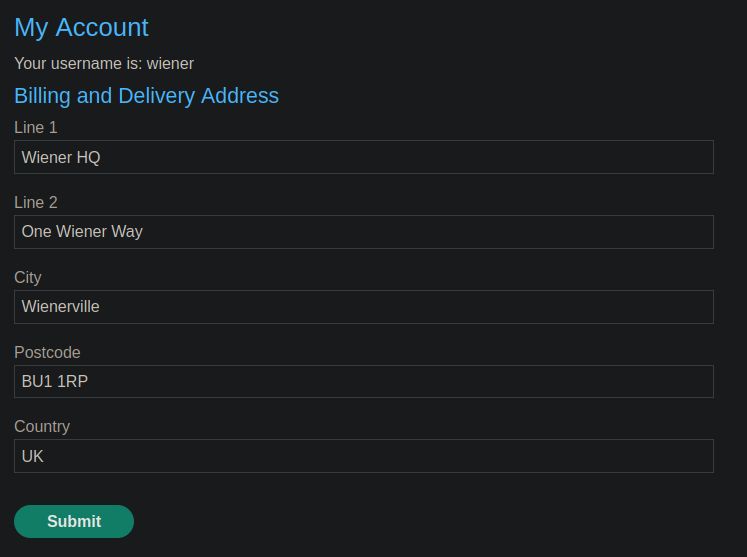 My Account
Your username is: wiener
Billing and Delivery Address
Line 1
Wiener HQ
Line 2
One Wiener Way
City
Wienerville
Postcode
BU1 1RP
Country
UK
Submit